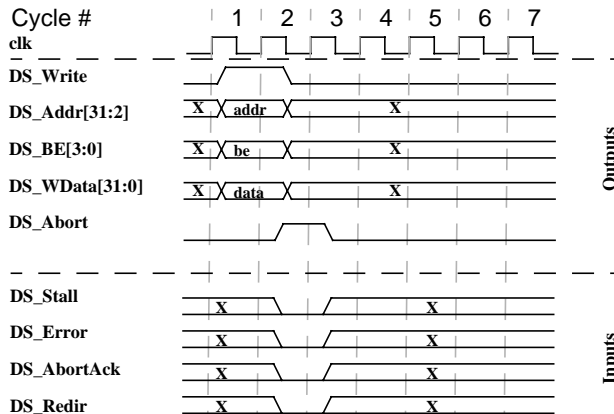 Cycle # 1 2 3 4 5 6 7
clk
DS_Write
DS_Addr[31:2] X addr X
DS_BE[3:0] X be X
DS_WData[31:0] X data X
DS_Abort
Outputs
DS_Stall X X
DS_Error X X
DS_AbortAck X X
DS_Redir X X
Inputs